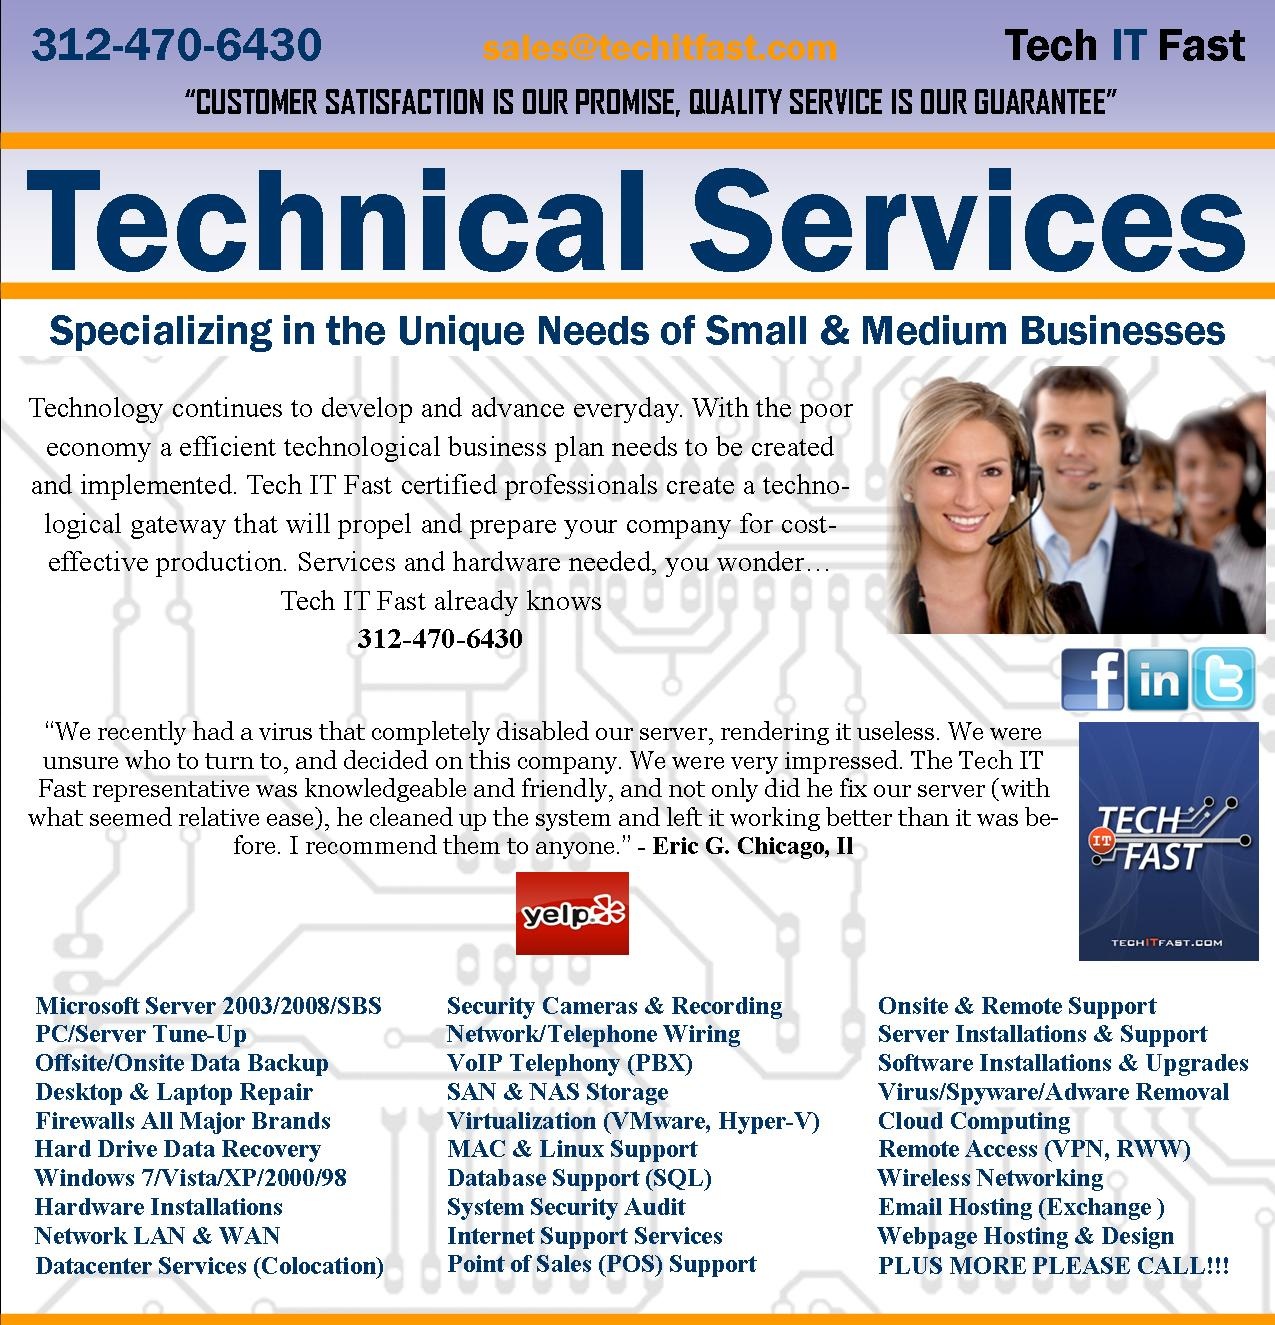 312-470-6430
sales@techitfast.com
Tech IT Fast
“CUSTOMER SATISFACTION IS OUR PROMISE, QUALITY SERVICE IS OUR GUARANTEE”
Technical Services
Specializing in the Unique Needs of Small & Medium Businesses
Technology continues to develop and advance everyday. With the poor
economy a efficient technological business plan needs to be created
and implemented. Tech IT Fast certified professionals create a techno-
logical gateway that will propel and prepare your company for cost-
effective production. Services and hardware needed, you wonder…
Tech IT Fast already knows
312-470-6430
f
in
t
“We recently had a virus that completely disabled our server, rendering it useless. We were
unsure who to turn to, and decided on this company. We were very impressed. The Tech IT
Fast representative was knowledgeable and friendly, and not only did he fix our server (with
what seemed relative ease), he cleaned up the system and left it working better than it was be-
fore. I recommend them to anyone.” - Eric G. Chicago, Il
TECH
IT
FAST
TECHITFAST.COM
yelp
Microsoft Server 2003/2008/SBS
PC/Server Tune-Up
Offsite/Onsite Data Backup
Desktop & Laptop Repair
Firewalls All Major Brands
Hard Drive Data Recovery
Windows 7/Vista/XP/2000/98
Hardware Installations
Network LAN & WAN
Datacenter Services (Colocation)
Security Cameras & Recording
Network/Telephone Wiring
VoIP Telephony (PBX)
SAN & NAS Storage
Virtualization (VMware, Hyper-V)
MAC & Linux Support
Database Support (SQL)
System Security Audit
Internet Support Services
Point of Sales (POS) Support
Onsite & Remote Support
Server Installations & Support
Software Installations & Upgrades
Virus/Spyware/Adware Removal
Cloud Computing
Remote Access (VPN, RWW)
Wireless Networking
Email Hosting (Exchange )
Webpage Hosting & Design
PLUS MORE PLEASE CALL!!!